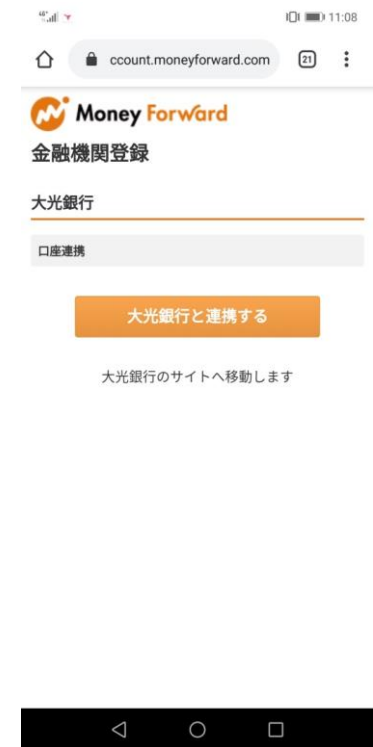 11:08
ccount.moneyforward.com
21
Money Forward
金融機関登録
大光銀行
口座連携
大光銀行と連携する
大光銀行のサイトへ移動します